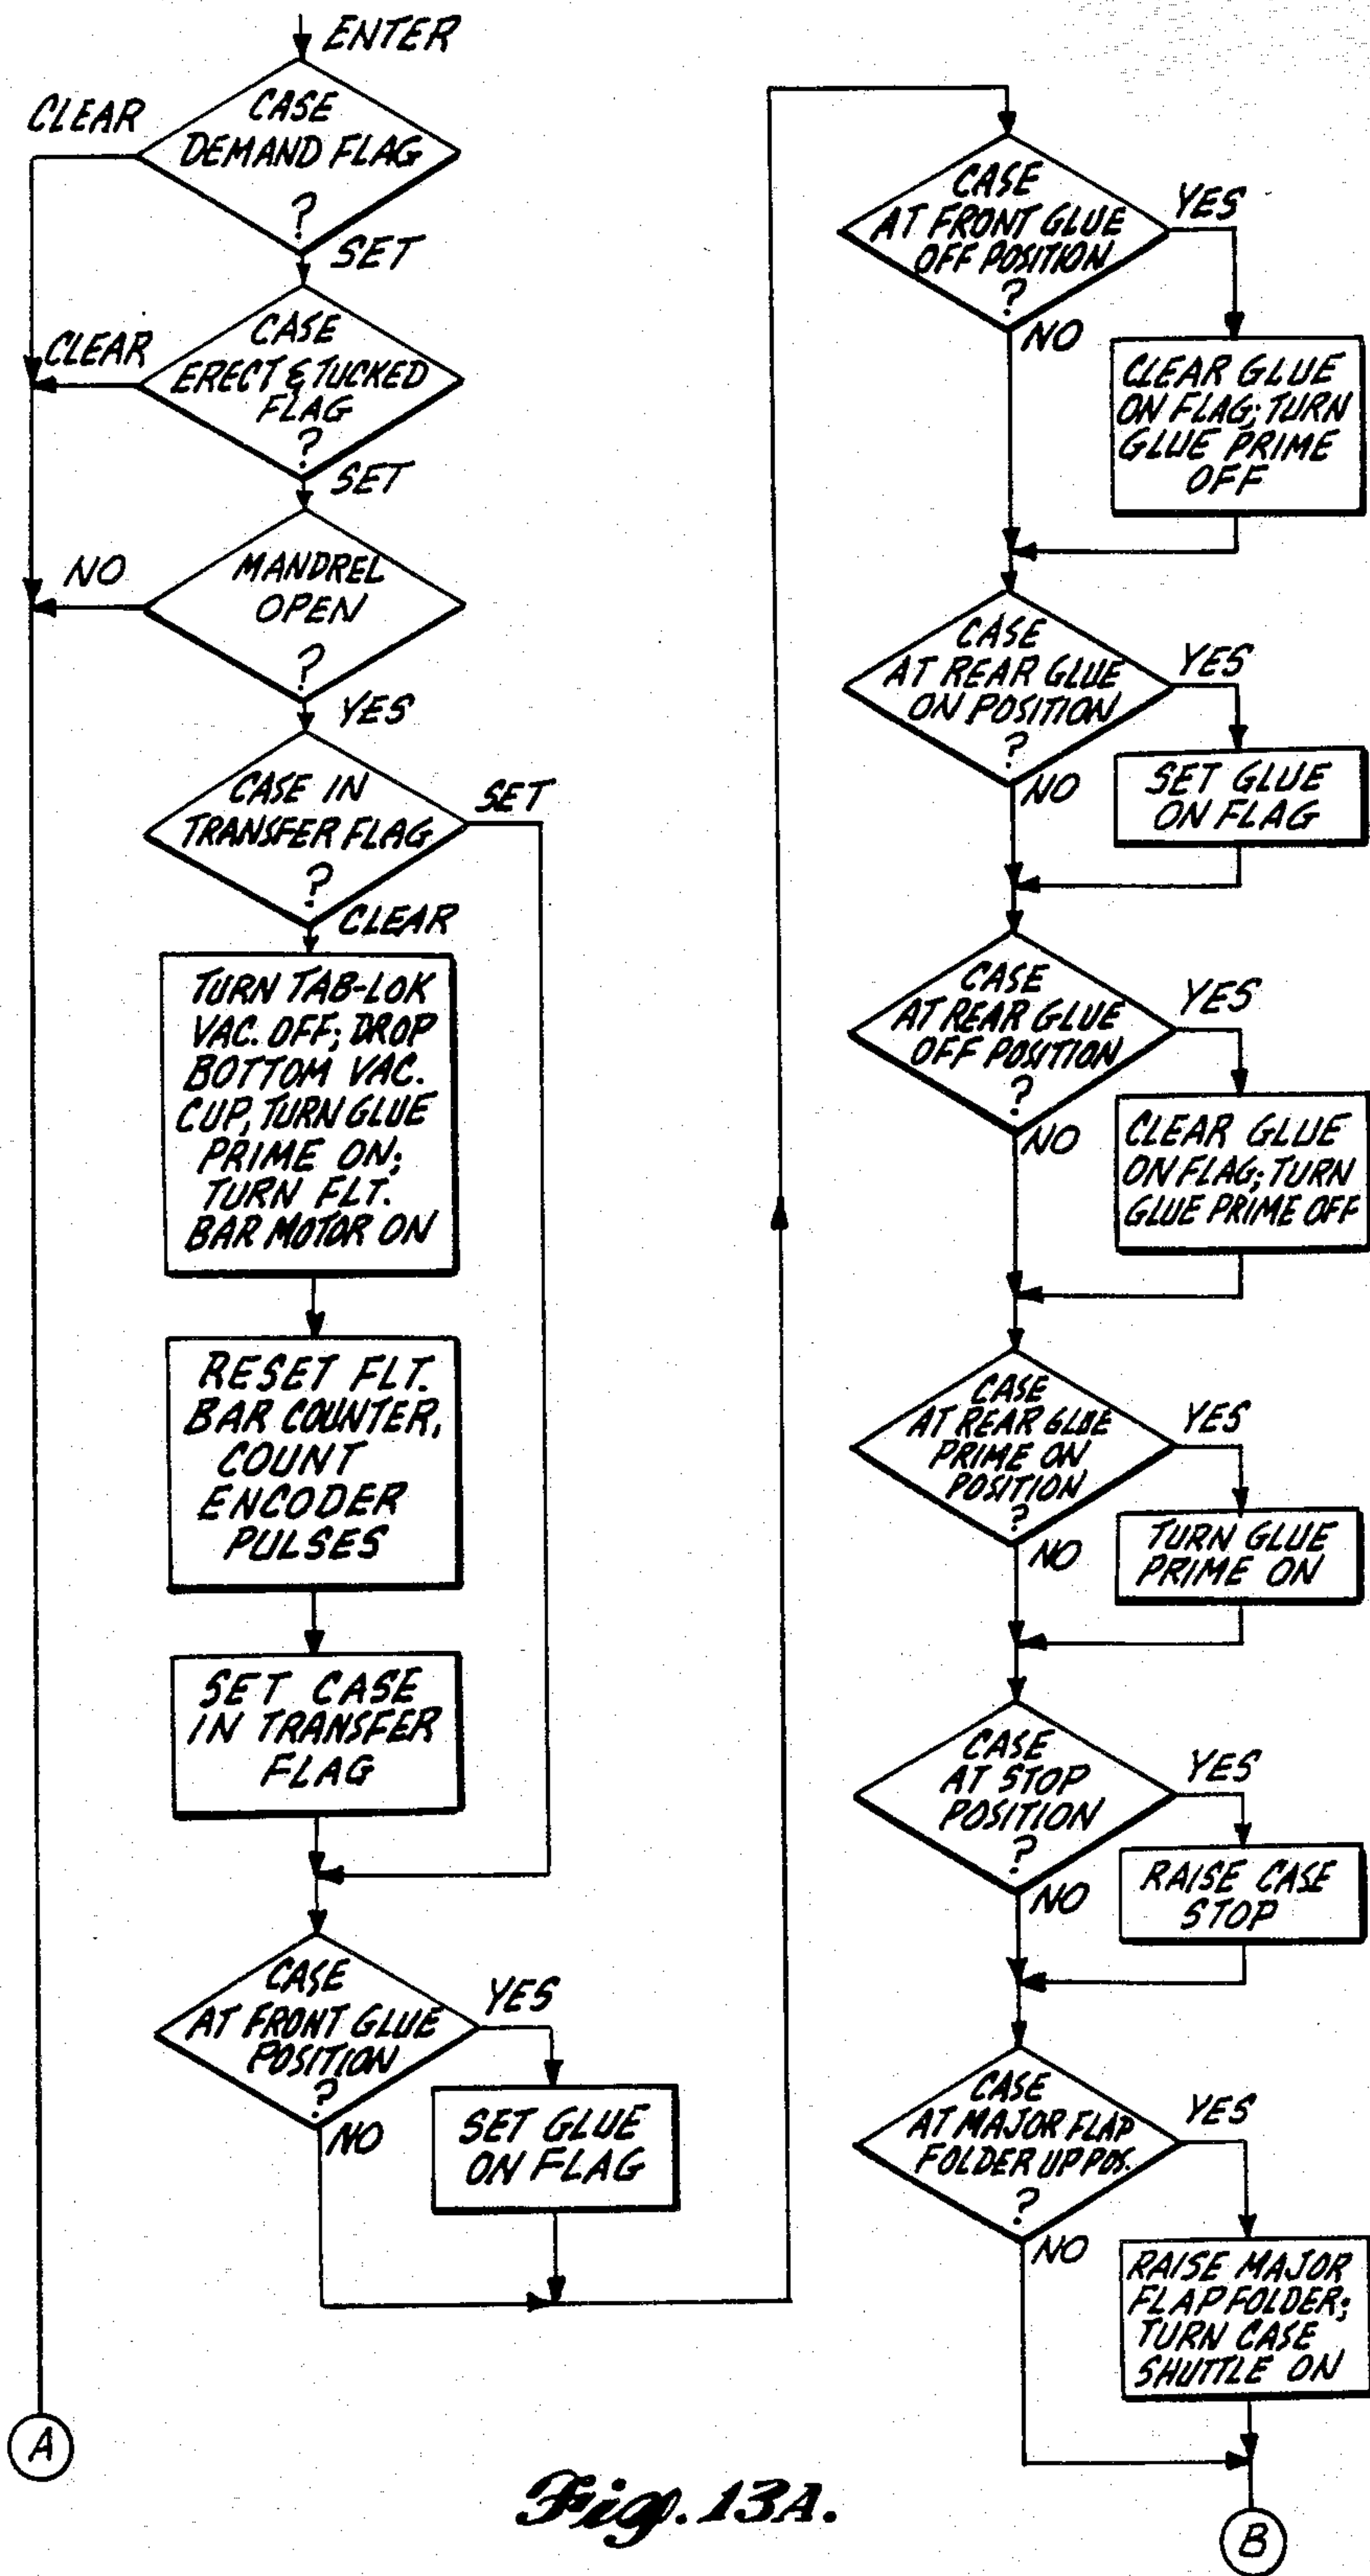 ENTER
CLEAR
CASE
DEMAND FLAG
?
SET
CLEAR
CASE
ERECT & TUCKED
FLAG
?
SET
NO
MANDREL
OPEN
?
YES
CASE IN
TRANSFER FLAG
?
SET
CLEAR
TURN TAB-LOK
VAC. OFF; DROP
BOTTOM VAC.
CUP, TURN GLUE
PRIME ON;
TURN FLT.
BAR MOTOR ON
RESET FLT.
BAR COUNTER,
COUNT
ENCODER
PULSES
SET CASE
IN TRANSFER
FLAG
CASE
AT FRONT GLUE
POSITION
?
YES
NO
SET GLUE
ON FLAG
A
CASE
AT FRONT GLUE
OFF POSITION
?
YES
NO
CLEAR GLUE
ON FLAG; TURN
GLUE PRIME
OFF
CASE
AT REAR GLUE
ON POSITION
?
YES
NO
SET GLUE
ON FLAG
CASE
AT REAR GLUE
OFF POSITION
?
YES
NO
CLEAR GLUE
ON FLAG; TURN
GLUE PRIME OFF
CASE
AT REAR GLUE
PRIME ON
POSITION
?
YES
NO
TURN GLUE
PRIME ON
CASE
AT STOP
POSITION
?
YES
NO
RAISE CASE
STOP
CASE
AT MAJOR FLAP
FOLDER UP POS.
?
YES
NO
RAISE MAJOR
FLAP FOLDER;
TURN CASE
SHUTTLE ON
B
Fig. 13A.